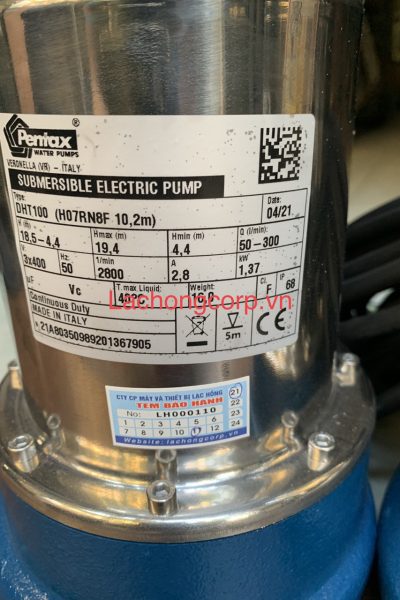 Pentax
WATER PUMPS
VERONELLA (VR) - ITALY
SUBMERSIBLE ELECTRIC PUMP
Type: Date:
DHT100 (H07RN8F 10,2m) 04/21
H (m) Hmax (m) Hmin (m) Q (l/min):
18,5-4,4 19,4 4,4 50-300
V Hz 1/min A kW IP
3x400 50 2800 2,8 1,37 68
µF Vc T. max Liquid: Weight F
Continuous Duty
MADE IN ITALY
21A80350989201367905
5m
CE
Lachongcorp.vn
CTY CP MÁY VÀ THIẾT BỊ LẠC HỒNG
TEM BẢO HÀNH
No: LH000110
21
22
1 2 3 4 5 6 23
7 8 9 10 11 12 24
Website: lachongcorp.vn